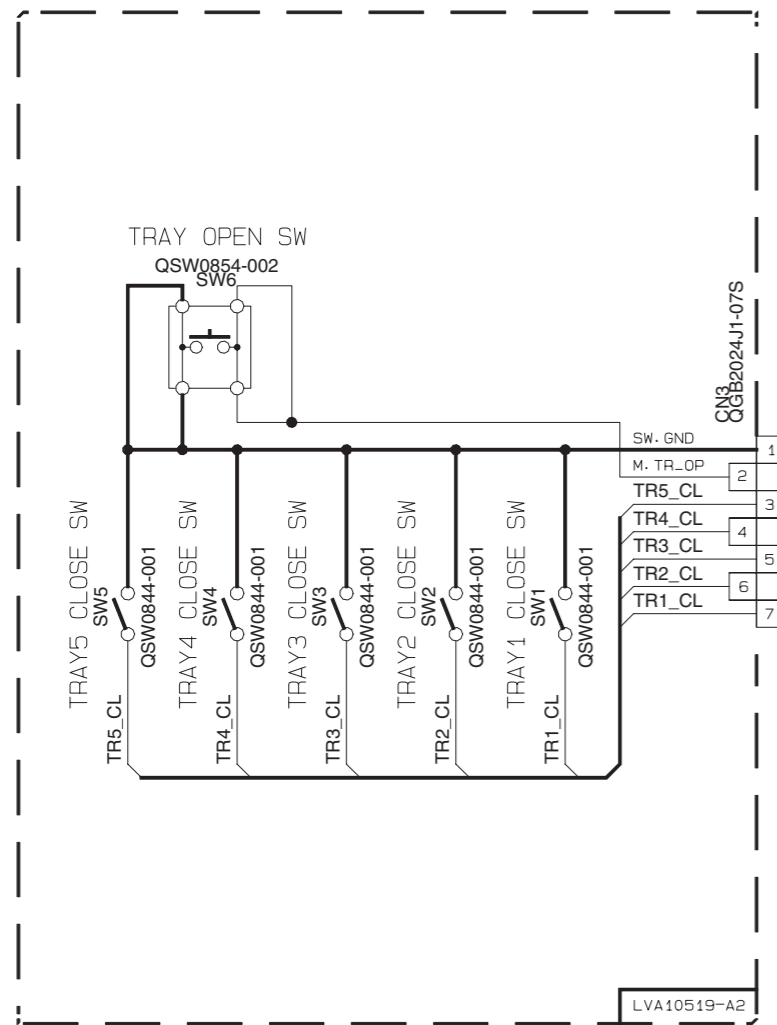 TRAY OPEN SW
QSW0854-002
SW6
CN3
QGB2024J1-07S
SW. GND
1
M. TR_OP
2
TR5_CL
3
TR4_CL
4
TR3_CL
5
TR2_CL
6
TR1_CL
7
TRAY5 CLOSE SW
SW5
QSW0844-001
TRAY4 CLOSE SW
SW4
QSW0844-001
TRAY3 CLOSE SW
SW3
QSW0844-001
TRAY2 CLOSE SW
SW2
QSW0844-001
TRAY1 CLOSE SW
SW1
QSW0844-001
TR5_CL
TR4_CL
TR3_CL
TR2_CL
TR1_CL
LVA10519-A2